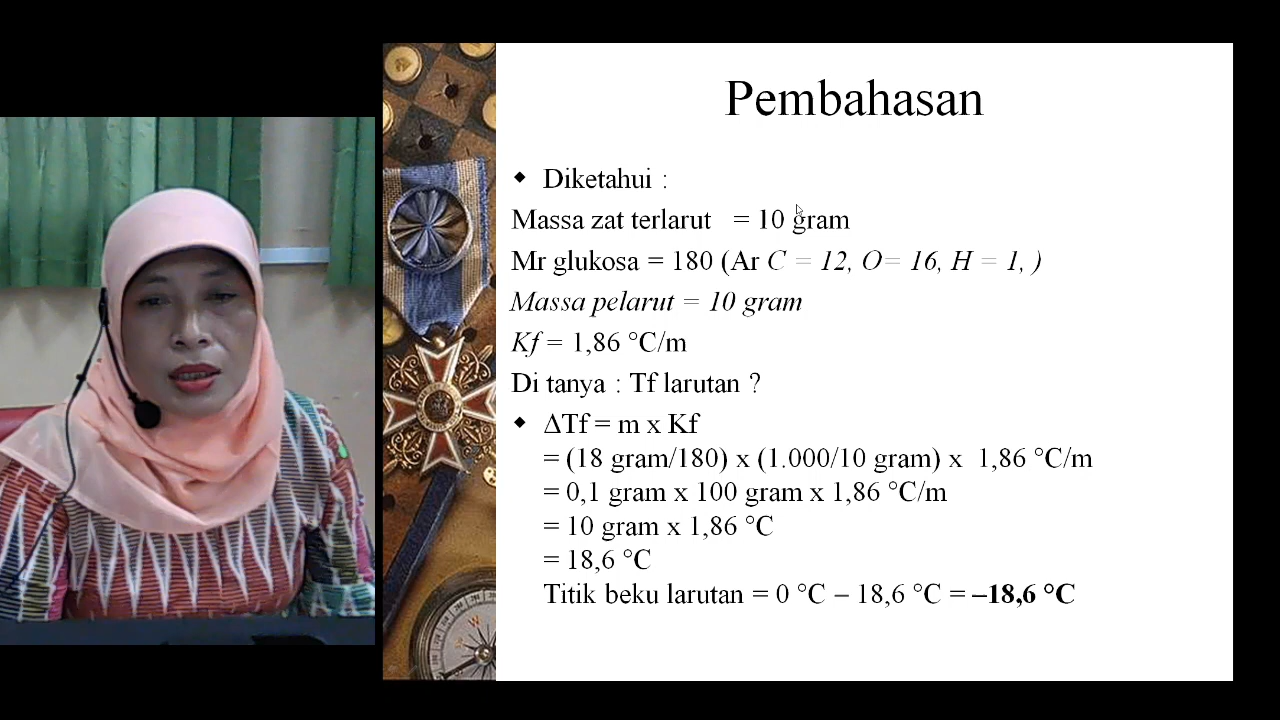 Pembahasan
◆ Diketahui :
Massa zat terlarut = 10 gram
Mr glukosa = 180 (Ar C = 12, O= 16, H = 1, )
Massa pelarut = 10 gram
Kf = 1,86 °C/m
Di tanya : Tf larutan ?
◆ ΔTf = m x Kf
= (18 gram/180) x (1.000/10 gram) x 1,86 °C/m
= 0,1 gram x 100 gram x 1,86 °C/m
= 10 gram x 1,86 °C
= 18,6 °C
Titik beku larutan = 0 °C – 18,6 °C = –18,6 °C